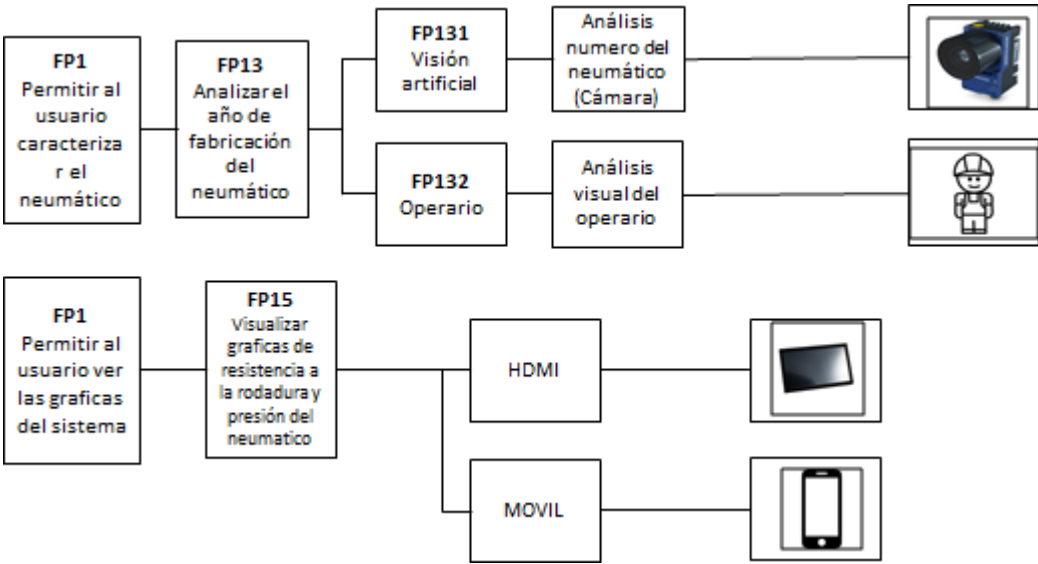 FP1
Permitir al
usuario
caracteriza
r el
neumático
FP13
Analizar el
año de
fabricación
del
neumático
FP131
Visión
artificial
Análisis
numero del
neumático
(Cámara)
FP132
Operario
Análisis
visual del
operario
FP1
Permitir al
usuario ver
las graficas
del sistema
FP15
Visualizar
graficas de
resistencia a
la rodadura y
presión del
neumatico
HDMI
MOVIL